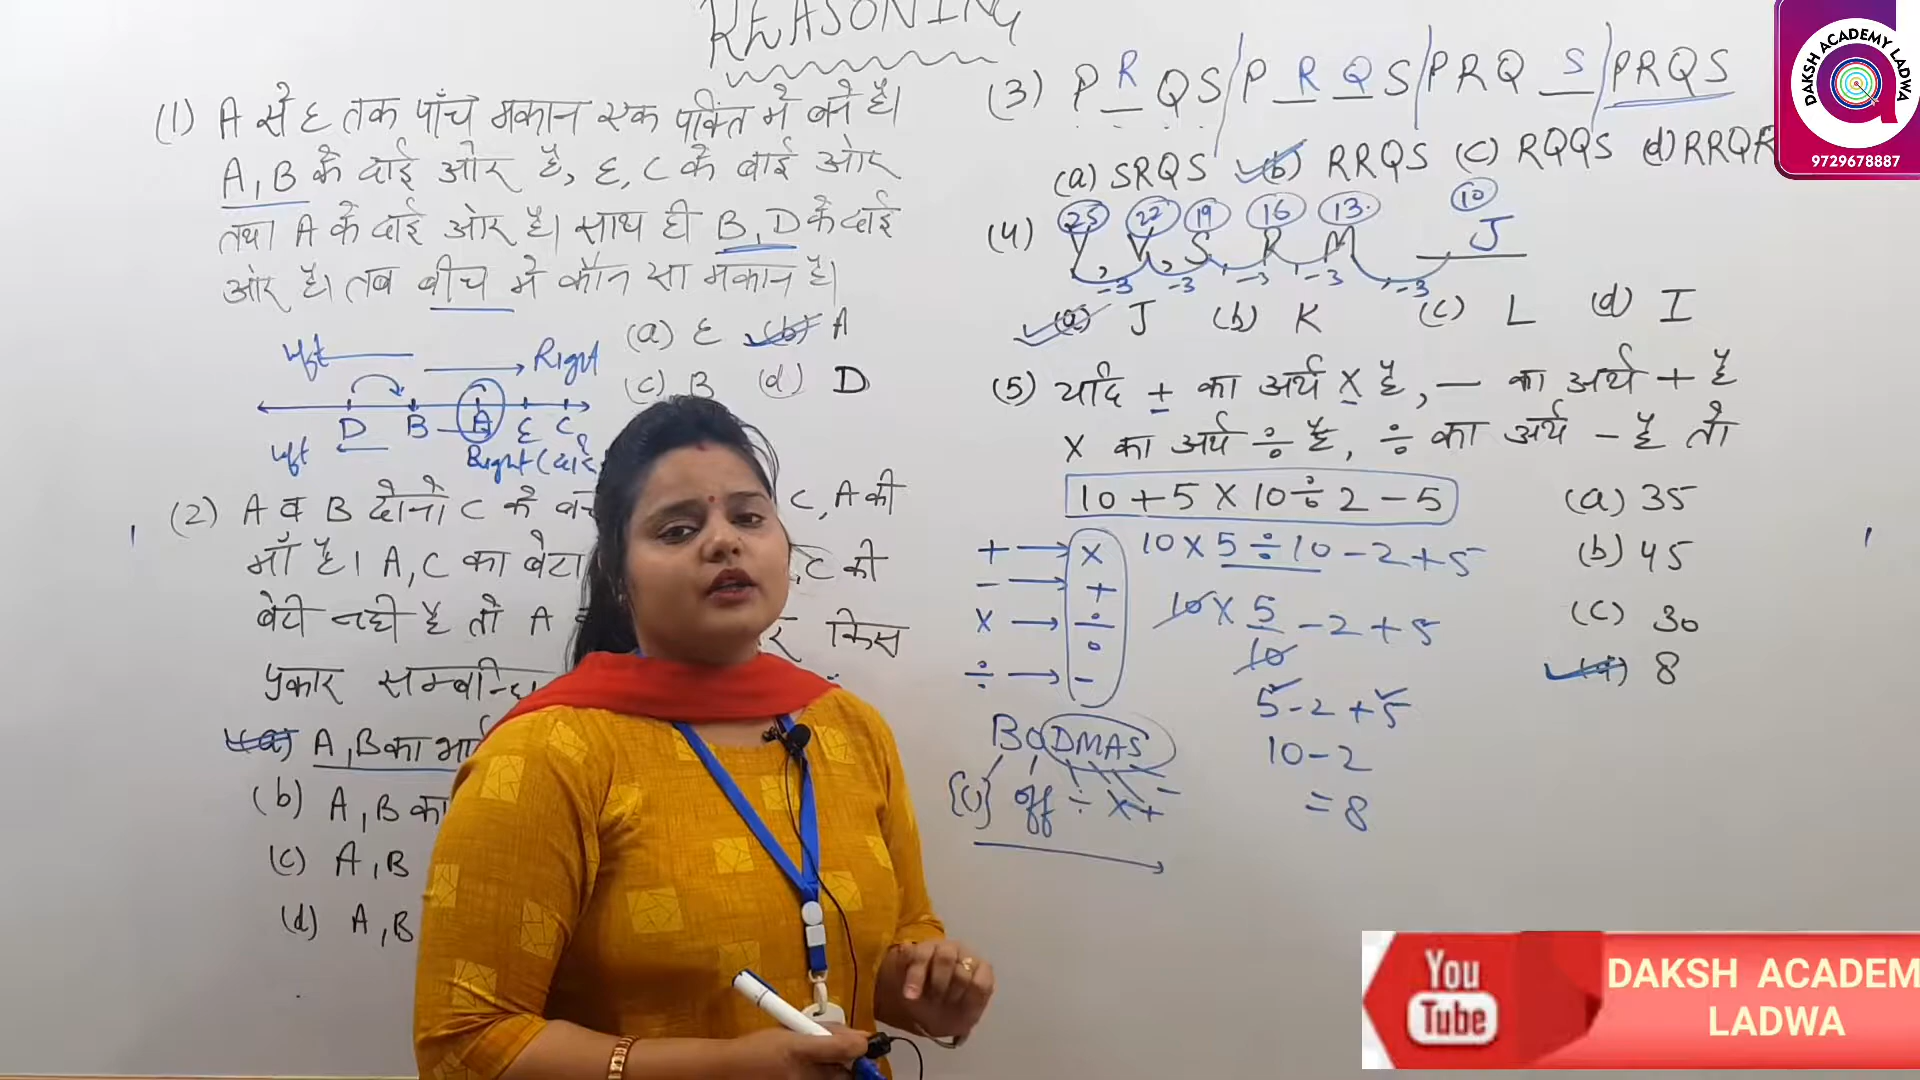 REASONING
(1) A से E तक पाँच मकान एक पंक्ति में बने है।
A, B के दाई ओर है, E, C के बाई ओर
तथा A के दाई ओर है। साथ ही B, D के दाई
ओर है। तब बीच मे कौन सा मकान है।
(a) E (b) A
(c) B (d) D
Left Right
D B A E C
Left Right
(2) A व B दोनो C के C, A की
माँ है। A, C का बेटा C की
बेटी नही है तो A किस
प्रकार
(a) A, B का
(b) A, B का
(c) A, B
(d) A, B
(3) P R Q S / P R Q S / P R Q S / P R Q S
(a) SRQS (b) RRQS (c) RQQS (d) RRQR
25 22 19 16 13 10
(4) Y V S R M J
-3 -3 -3 -3 -3
(a) J (b) K (c) L (d) I
(5) यदि + का अर्थ × है, — का अर्थ + है
× का अर्थ ÷ है, ÷ का अर्थ - है तो
10 + 5 × 10 ÷ 2 - 5
(a) 35
(b) 45
(c) 30
(d) 8
+ → ×
- → +
× → ÷
÷ → -
10 × 5 ÷ 10 - 2 + 5
10 × 5/10 - 2 + 5
5 - 2 + 5
10 - 2
= 8
BODMAS
{()} off ÷ × + -
DAKSH ACADEMY LADWA
9729678887
You Tube
DAKSH ACADEM
LADWA